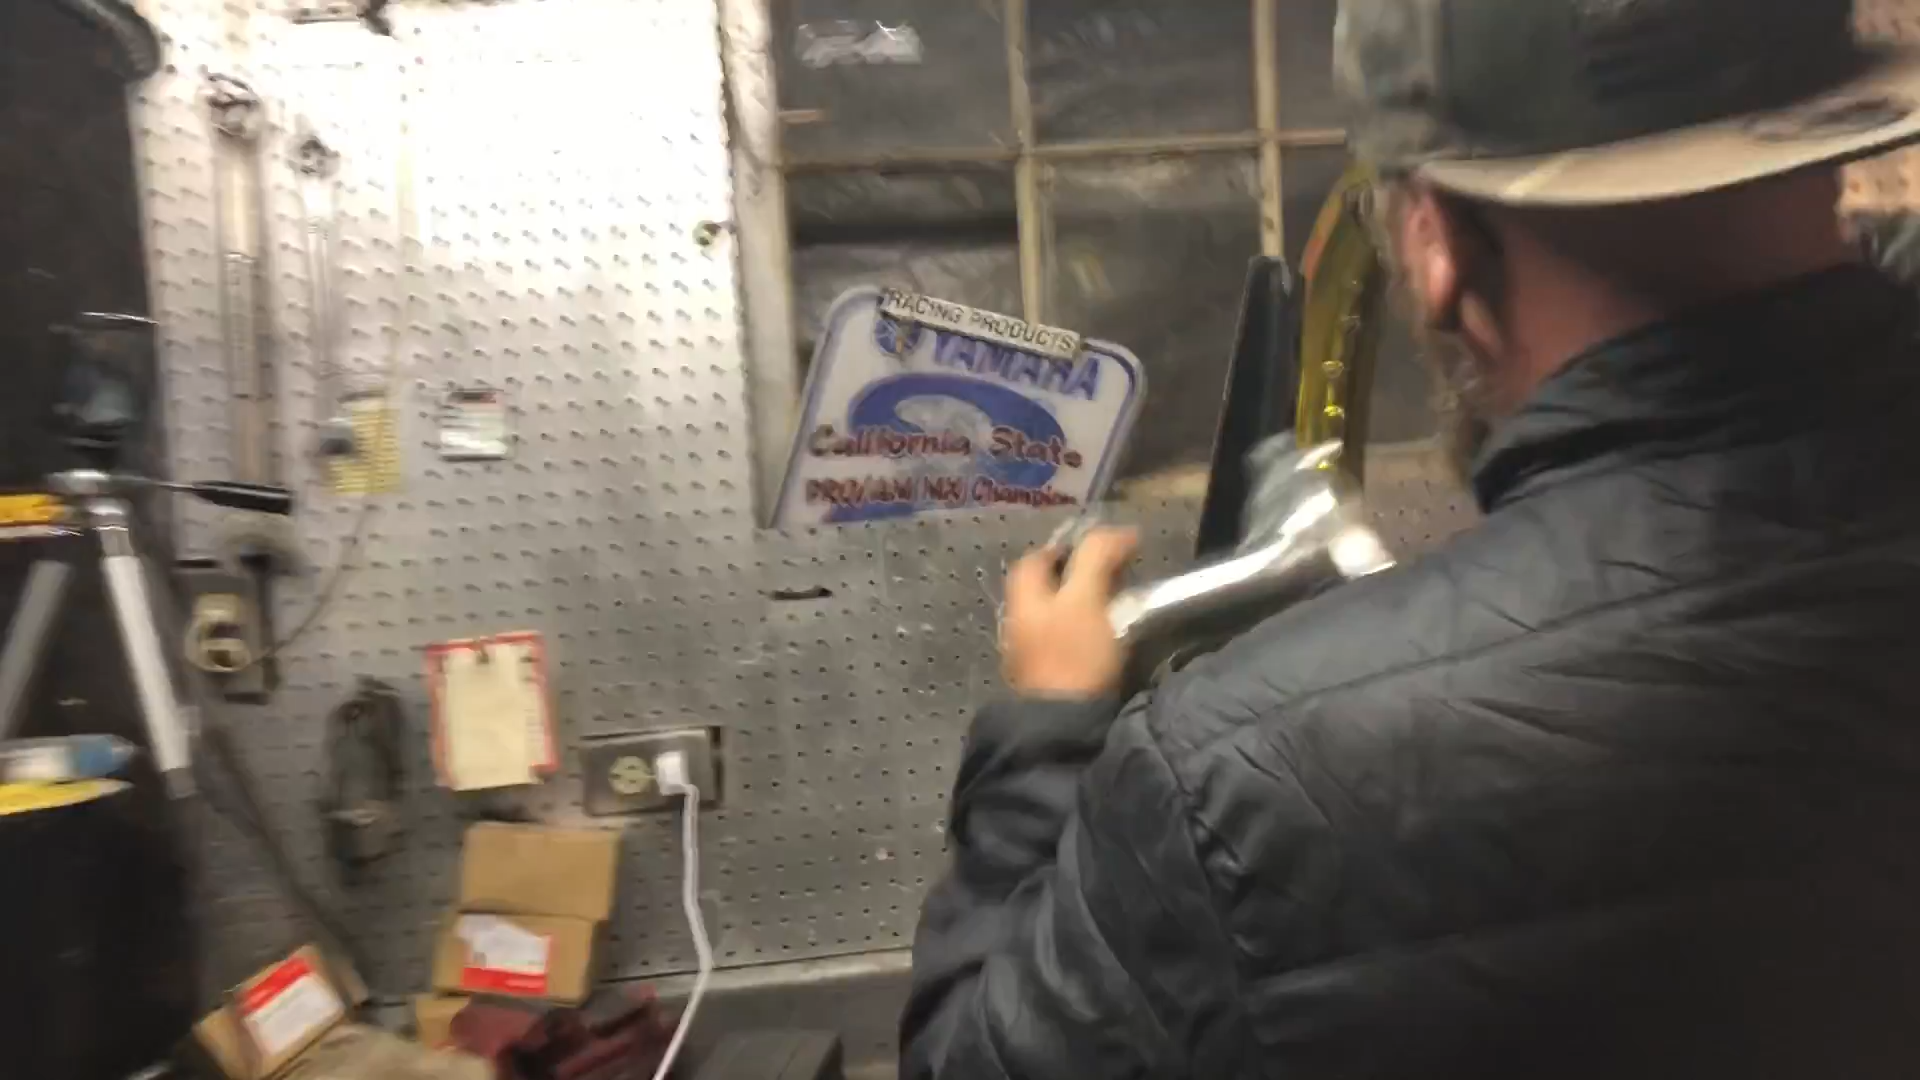 RACING PRODUCTS
YAMAHA
California State
PRO/AM MX Champion